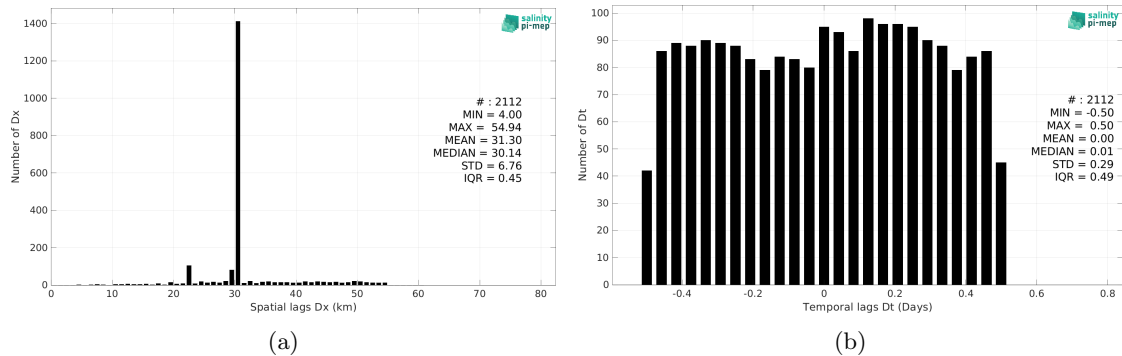 Number of Dx
1400
1200
1000
800
600
400
200
0
0 10 20 30 40 50 60 70 80
Spatial lags Dx (km)
salinity
pi-mep
# : 2112
MIN = 4.00
MAX = 54.94
MEAN = 31.30
MEDIAN = 30.14
STD = 6.76
IQR = 0.45
(a)
Number of Dt
100
90
80
70
60
50
40
30
20
10
0
-0.4 -0.2 0 0.2 0.4 0.6 0.8
Temporal lags Dt (Days)
salinity
pi-mep
# : 2112
MIN = -0.50
MAX = 0.50
MEAN = 0.00
MEDIAN = 0.01
STD = 0.29
IQR = 0.49
(b)